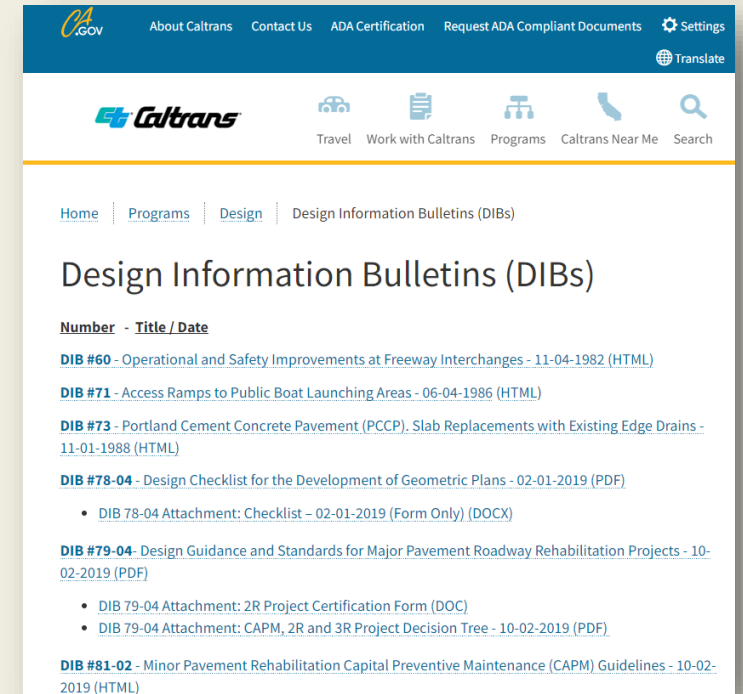 CA.GOV
About Caltrans Contact Us ADA Certification Request ADA Compliant Documents Settings
Translate
Caltrans
Travel Work with Caltrans Programs Caltrans Near Me Search
Home Programs Design Design Information Bulletins (DIBs)
Design Information Bulletins (DIBs)
Number - Title / Date
DIB #60 - Operational and Safety Improvements at Freeway Interchanges - 11-04-1982 (HTML)
DIB #71 - Access Ramps to Public Boat Launching Areas - 06-04-1986 (HTML)
DIB #73 - Portland Cement Concrete Pavement (PCCP). Slab Replacements with Existing Edge Drains -
11-01-1988 (HTML)
DIB #78-04 - Design Checklist for the Development of Geometric Plans - 02-01-2019 (PDF)
• DIB 78-04 Attachment: Checklist – 02-01-2019 (Form Only) (DOCX)
DIB #79-04- Design Guidance and Standards for Major Pavement Roadway Rehabilitation Projects - 10-
02-2019 (PDF)
• DIB 79-04 Attachment: 2R Project Certification Form (DOC)
• DIB 79-04 Attachment: CAPM, 2R and 3R Project Decision Tree - 10-02-2019 (PDF)
DIB #81-02 - Minor Pavement Rehabilitation Capital Preventive Maintenance (CAPM) Guidelines - 10-02-
2019 (HTML)